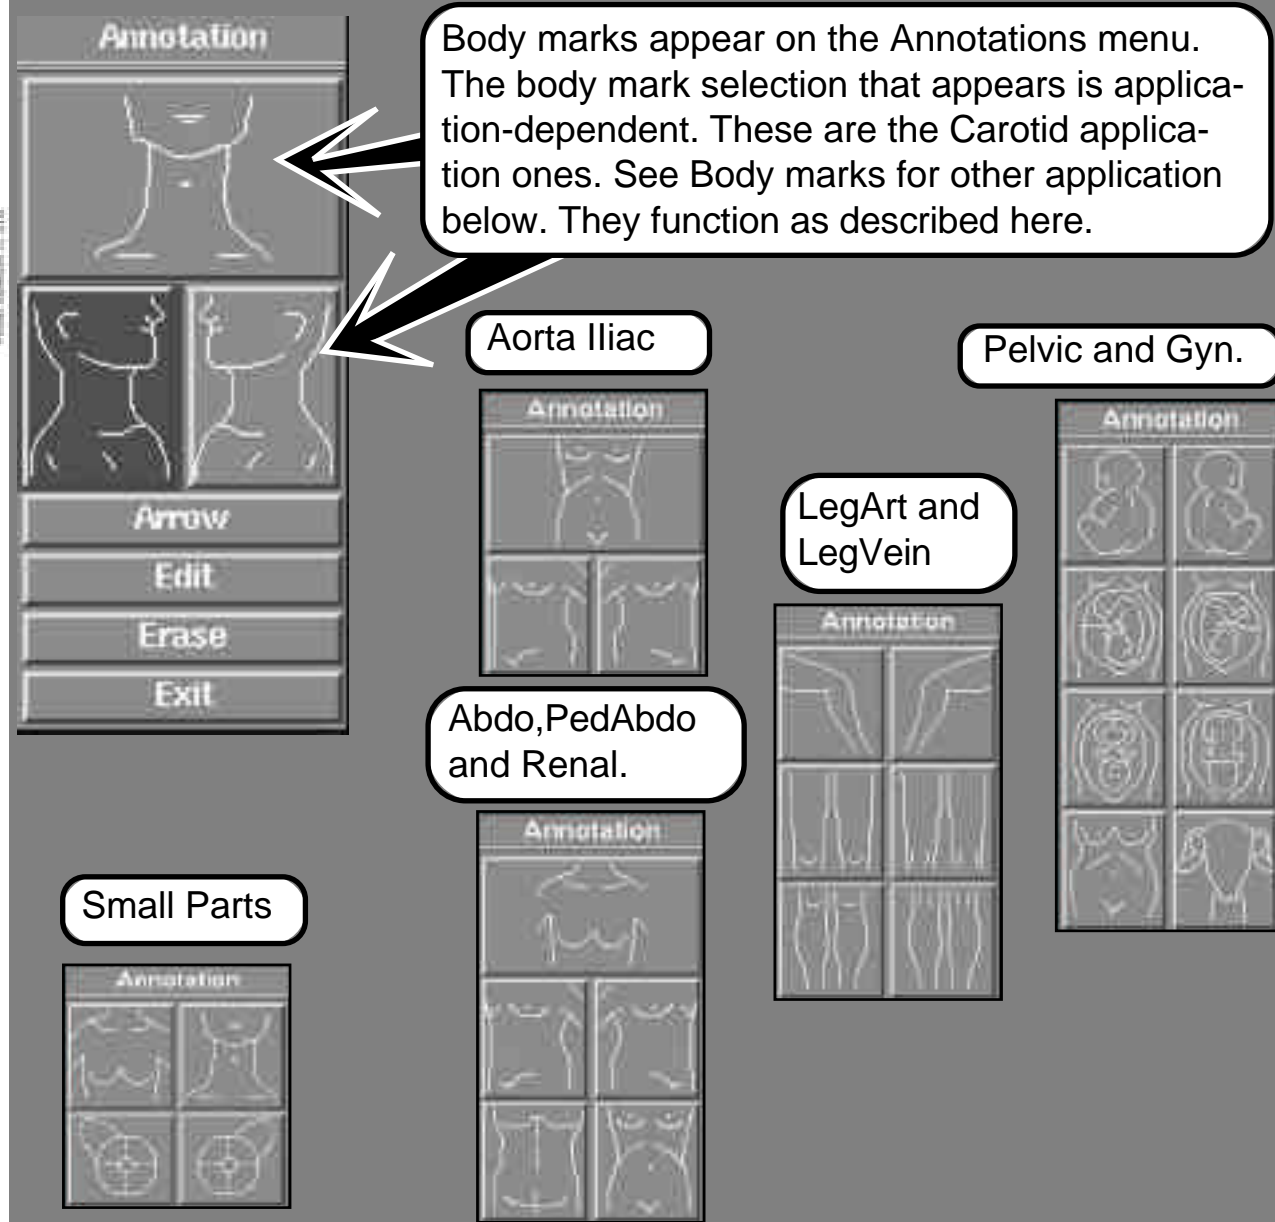 Annotation
Body marks appear on the Annotations menu.
The body mark selection that appears is applica-
tion-dependent. These are the Carotid applica-
tion ones. See Body marks for other application
below. They function as described here.
Arrow
Edit
Erase
Exit
Aorta Iliac
Annotation
Pelvic and Gyn.
Annotation
LegArt and
LegVein
Annotation
Abdo,PedAbdo
and Renal.
Annotation
Small Parts
Annotation